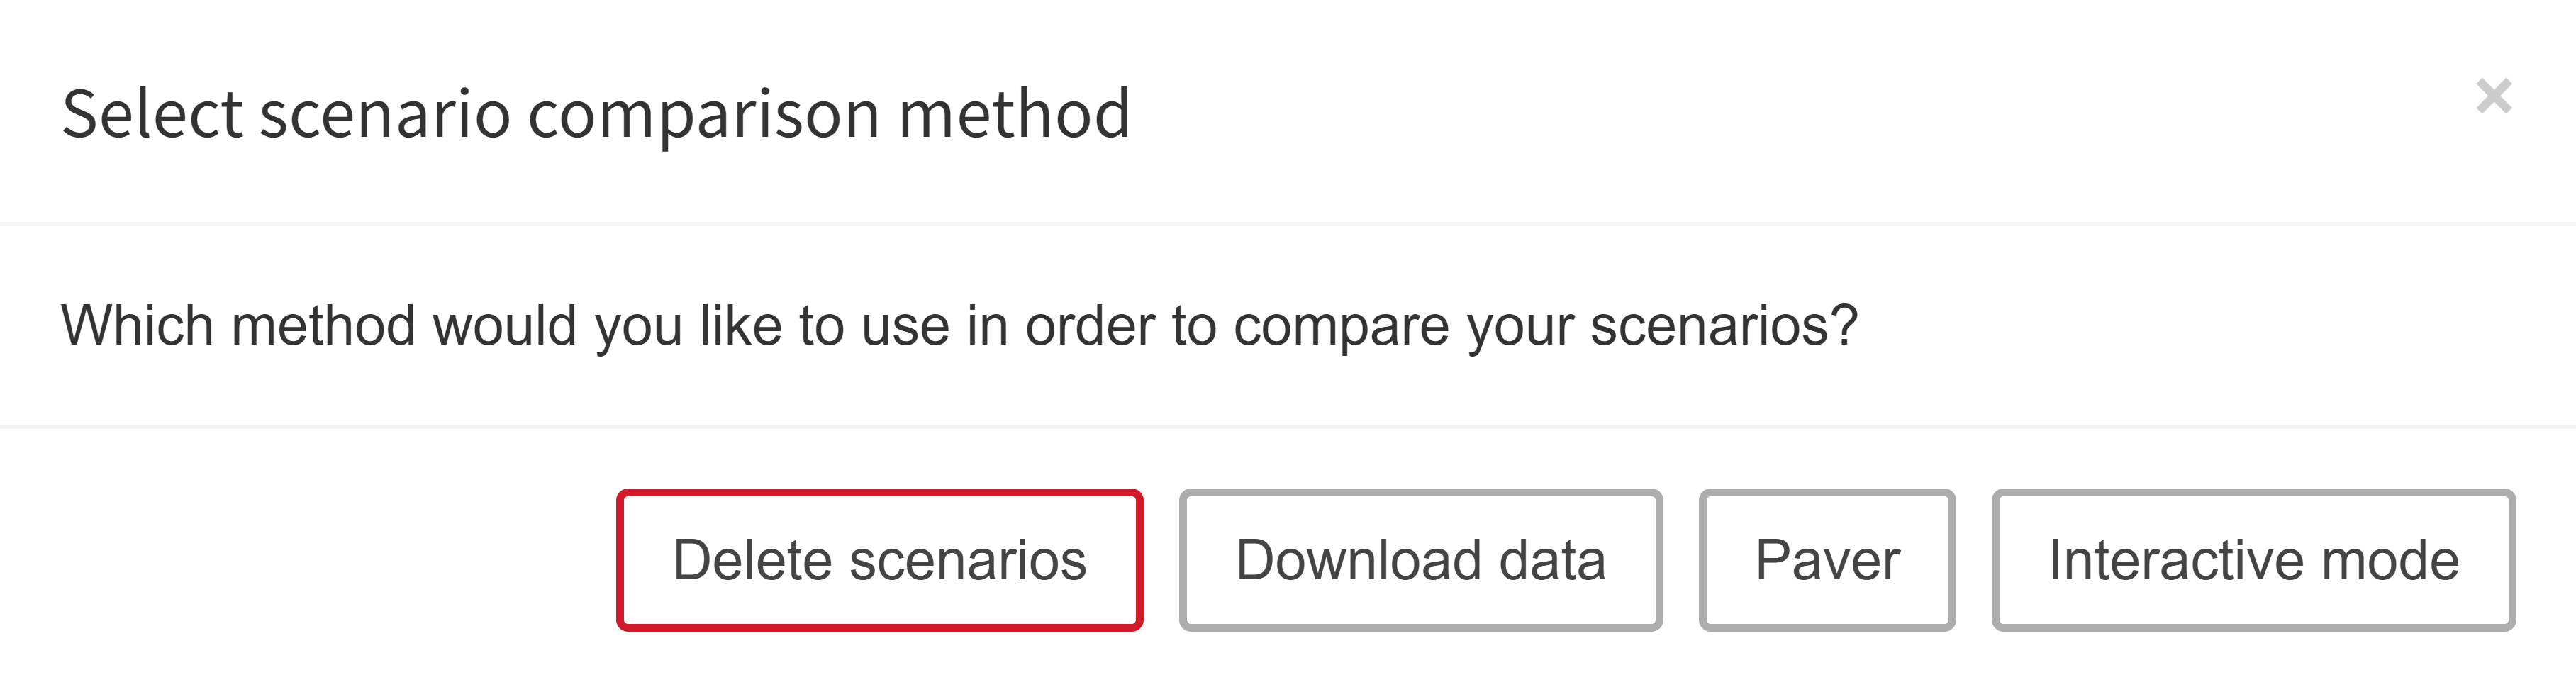 Select scenario comparison method
×
Which method would you like to use in order to compare your scenarios?
Delete scenarios Download data Paver Interactive mode